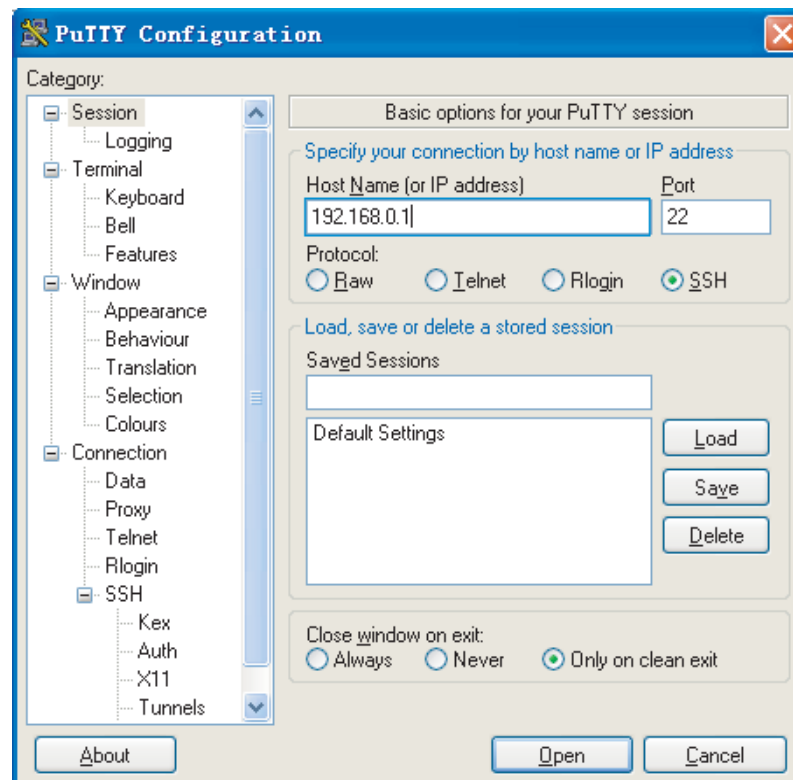 PuTTY Configuration
Category:
Session
Logging
Terminal
Keyboard
Bell
Features
Window
Appearance
Behaviour
Translation
Selection
Colours
Connection
Data
Proxy
Telnet
Rlogin
SSH
Kex
Auth
X11
Tunnels
Basic options for your PuTTY session
Specify your connection by host name or IP address
Host Name (or IP address) Port
192.168.0.1 22
Protocol:
Raw Telnet Rlogin SSH
Load, save or delete a stored session
Saved Sessions
Default Settings
Load
Save
Delete
Close window on exit:
Always Never Only on clean exit
About Open Cancel